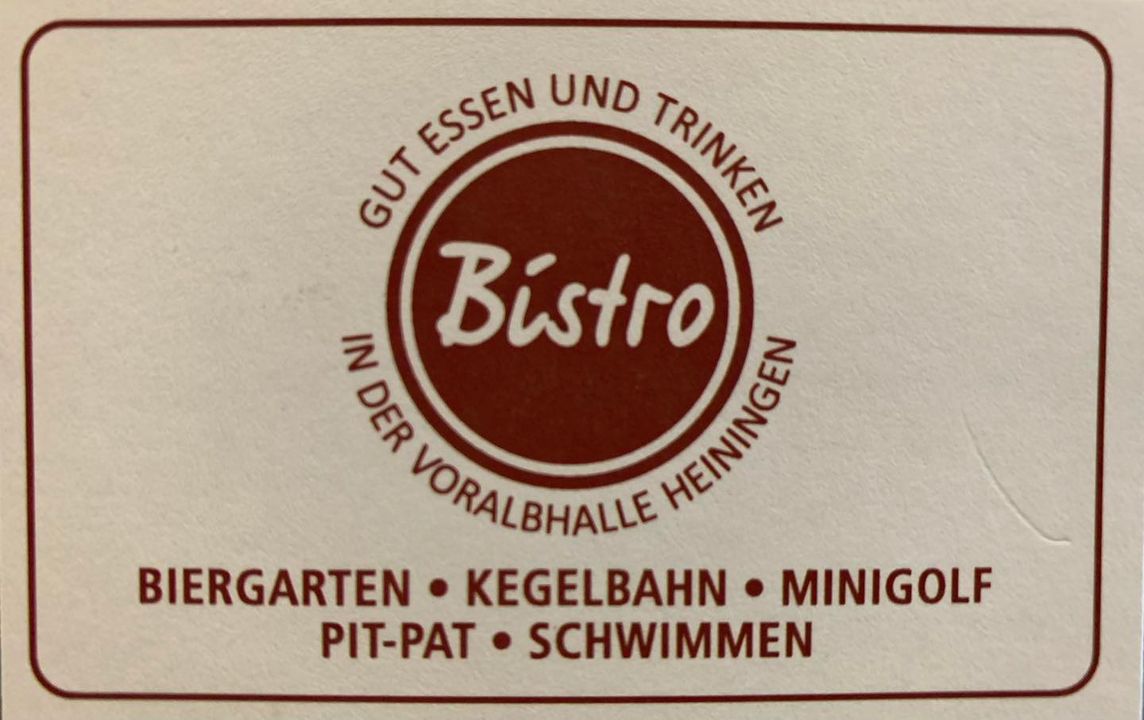 GUT ESSEN UND TRINKEN
Bistro
IN DER VORALBHALLE HEININGEN
BIERGARTEN • KEGELBAHN • MINIGOLF
PIT-PAT • SCHWIMMEN